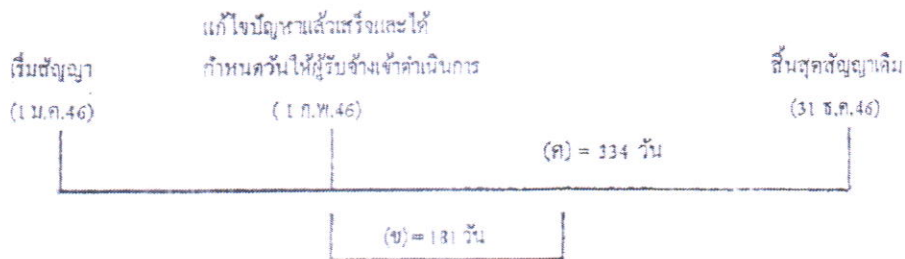 แก้ไขปัญหาแล้วเสร็จและได้
เริ่มสัญญา กำหนดวันให้ผู้รับจ้างเข้าดำเนินการ สิ้นสุดสัญญาเดิม
(1 ม.ค.46) (1 ก.พ.46) (31 ธ.ค.46)
(ค) = 334 วัน
(ข) = 181 วัน